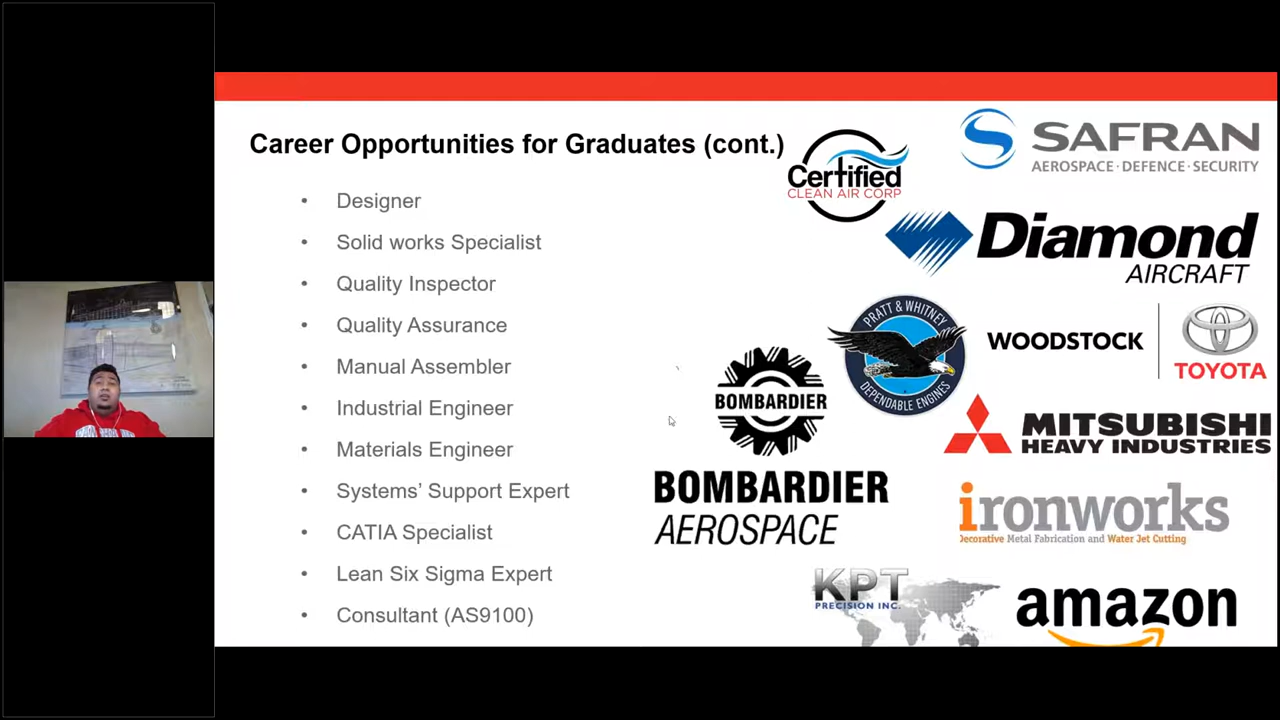 Career Opportunities for Graduates (cont.)
• Designer
• Solid works Specialist
• Quality Inspector
• Quality Assurance
• Manual Assembler
• Industrial Engineer
• Materials Engineer
• Systems’ Support Expert
• CATIA Specialist
• Lean Six Sigma Expert
• Consultant (AS9100)
Certified
CLEAN AIR CORP
SAFRAN
AEROSPACE·DEFENCE·SECURITY
Diamond
AIRCRAFT
PRATT & WHITNEY
DEPENDABLE ENGINES
WOODSTOCK
TOYOTA
BOMBARDIER
BOMBARDIER
AEROSPACE
MITSUBISHI
HEAVY INDUSTRIES
ironworks
Decorative Metal Fabrication and Water Jet Cutting
KPT
PRECISION INC.
amazon